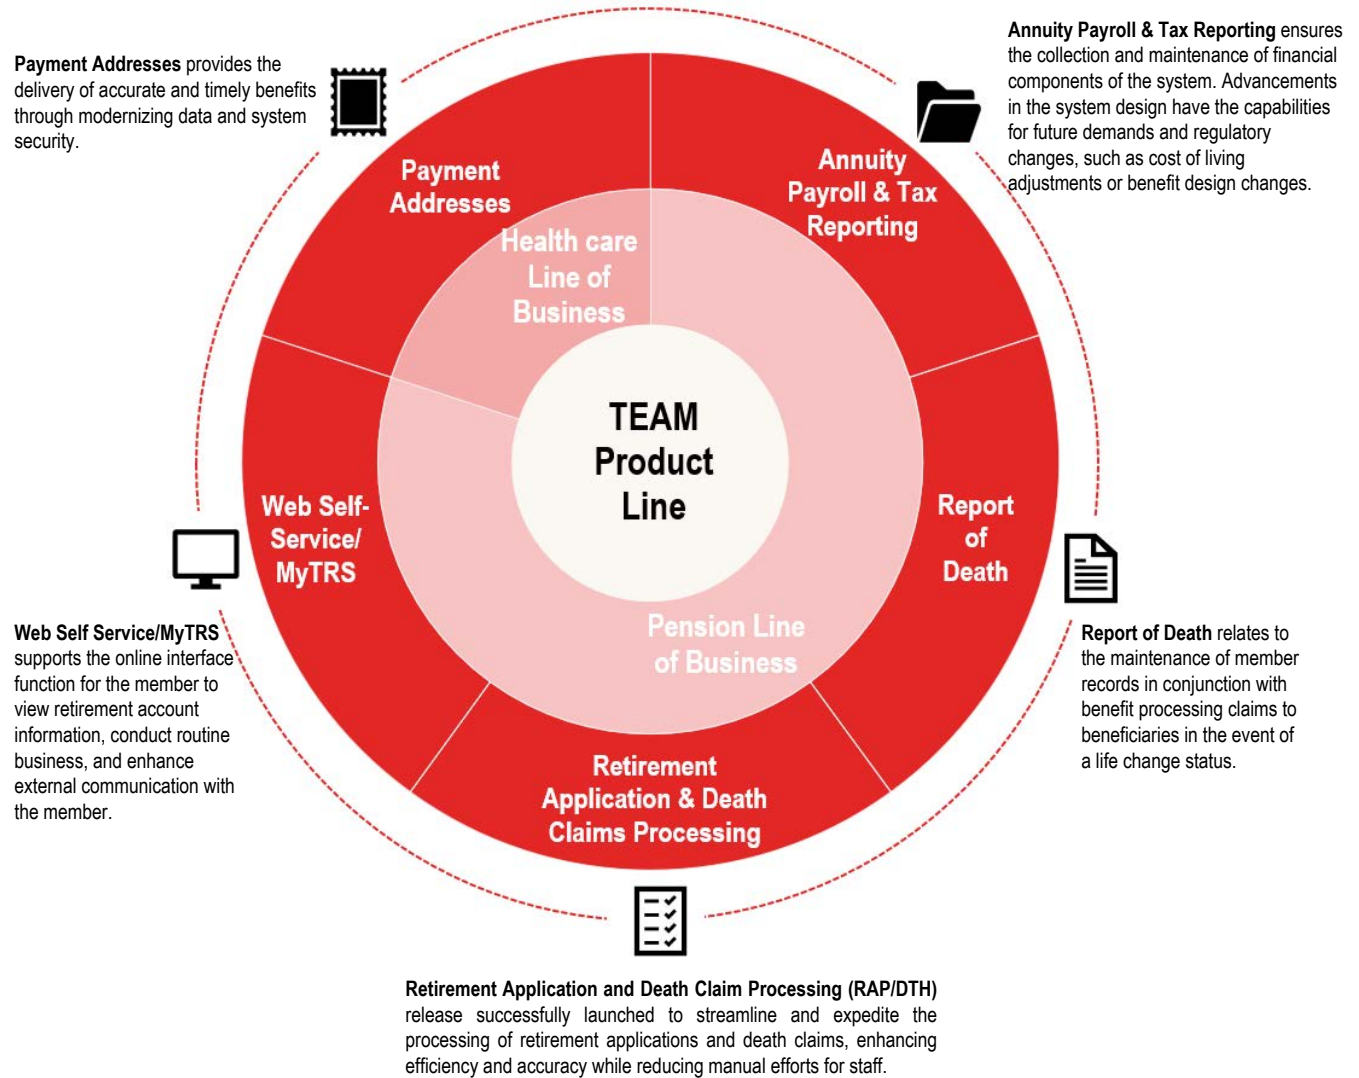 Payment Addresses provides the
delivery of accurate and timely benefits
through modernizing data and system
security.
Annuity Payroll & Tax Reporting ensures
the collection and maintenance of financial
components of the system. Advancements
in the system design have the capabilities
for future demands and regulatory
changes, such as cost of living
adjustments or benefit design changes.
Payment
Addresses
Annuity
Payroll & Tax
Reporting
Health care
Line of
Business
TEAM
Product
Line
Web Self-
Service/
MyTRS
Report
of
Death
Pension Line
of Business
Retirement
Application & Death
Claims Processing
Web Self Service/MyTRS
supports the online interface
function for the member to
view retirement account
information, conduct routine
business, and enhance
external communication with
the member.
Report of Death relates to
the maintenance of member
records in conjunction with
benefit processing claims to
beneficiaries in the event of
a life change status.
Retirement Application and Death Claim Processing (RAP/DTH)
release successfully launched to streamline and expedite the
processing of retirement applications and death claims, enhancing
efficiency and accuracy while reducing manual efforts for staff.